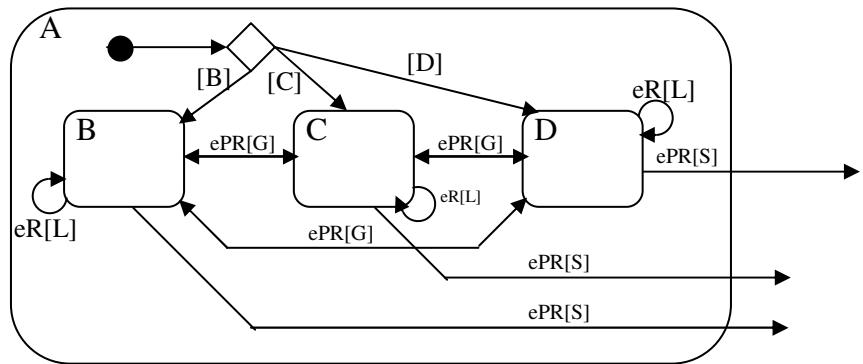 A
[B]
[C]
[D]
B
C
D
eR[L]
ePR[G]
ePR[G]
ePR[S]
eR[L]
eR[L]
ePR[G]
ePR[S]
ePR[S]